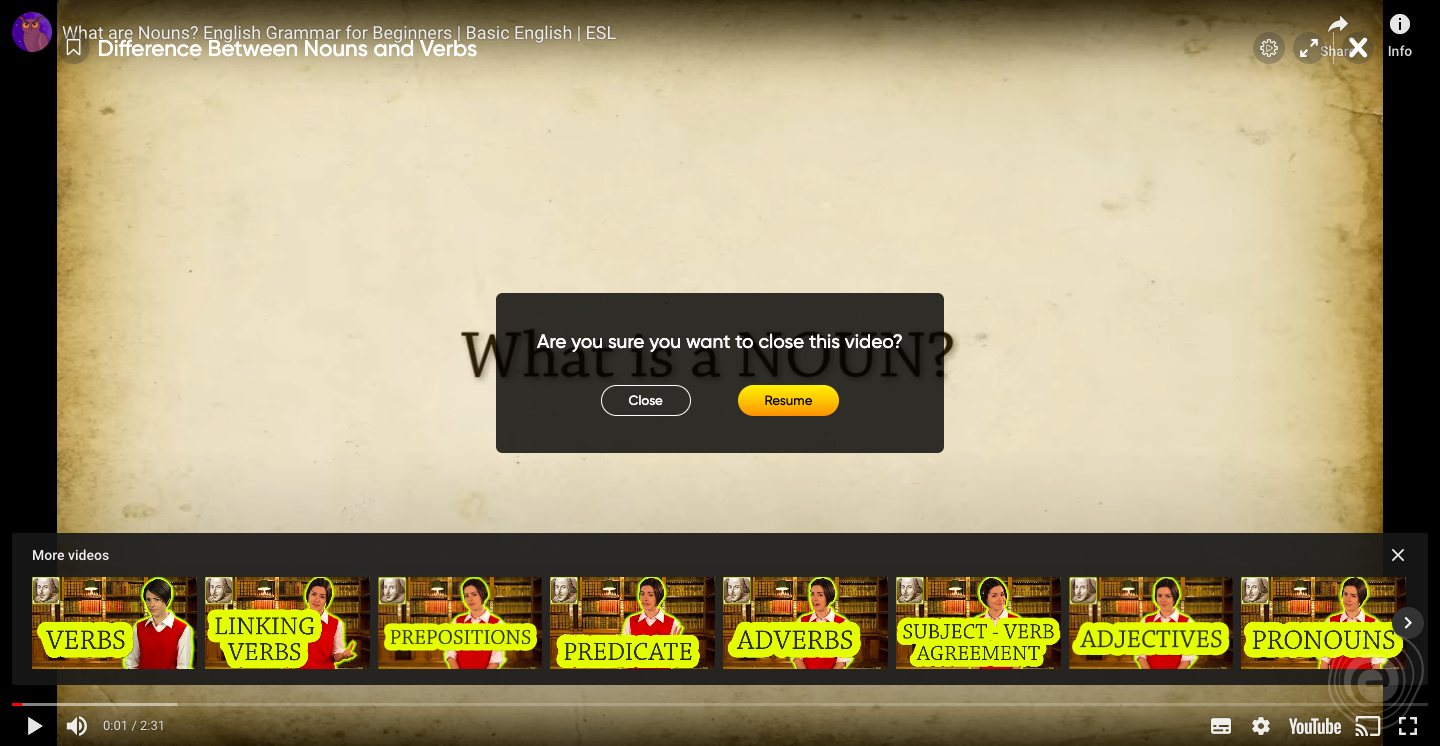 What are Nouns? English Grammar for Beginners | Basic English | ESL
Difference Between Nouns and Verbs
Share
Info
What is a NOUN?
Are you sure you want to close this video?
Close
Resume
More videos
VERBS
LINKING
VERBS
PREPOSITIONS
PREDICATE
ADVERBS
SUBJECT - VERB
AGREEMENT
ADJECTIVES
PRONOUNS
0:01 / 2:31
YouTube